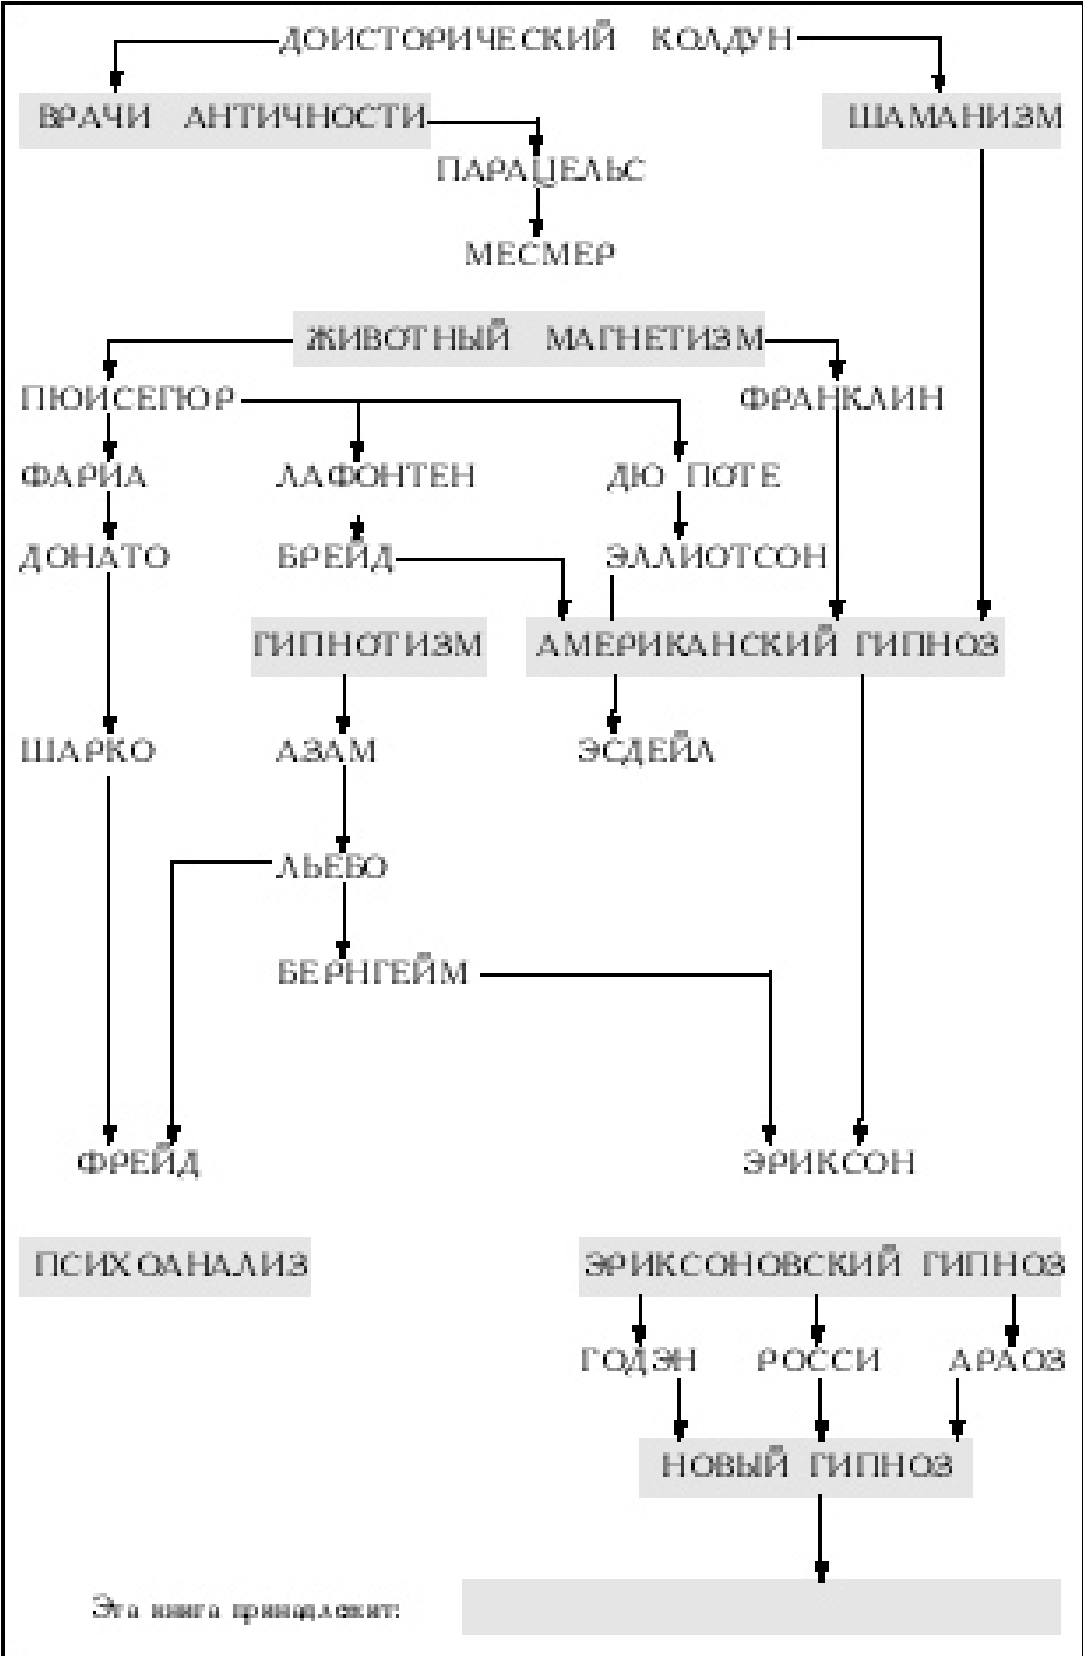 ДОИСТОРИЧЕСКИЙ КОЛДУН
ВРАЧИ АНТИЧНОСТИ
ШАМАНИЗМ
ПАРАЦЕЛЬС
МЕСМЕР
ЖИВОТНЫЙ МАГНЕТИЗМ
ПЮИСЕГЮР
ФРАНКЛИН
ФАРИА
ЛАФОНТЕН
ДЮ ПОТЕ
ДОНАТО
БРЕЙД
ЭЛЛИОТСОН
ГИПНОТИЗМ
АМЕРИКАНСКИЙ ГИПНОЗ
ШАРКО
АЗАМ
ЭСДЕЙЛ
ЛЬЕБО
БЕРНГЕЙМ
ФРЕЙД
ЭРИКСОН
ПСИХОАНАЛИЗ
ЭРИКСОНОВСКИЙ ГИПНОЗ
ГОДЭН
РОССИ
АРАОЗ
НОВЫЙ ГИПНОЗ
Эта книга принадлежит: